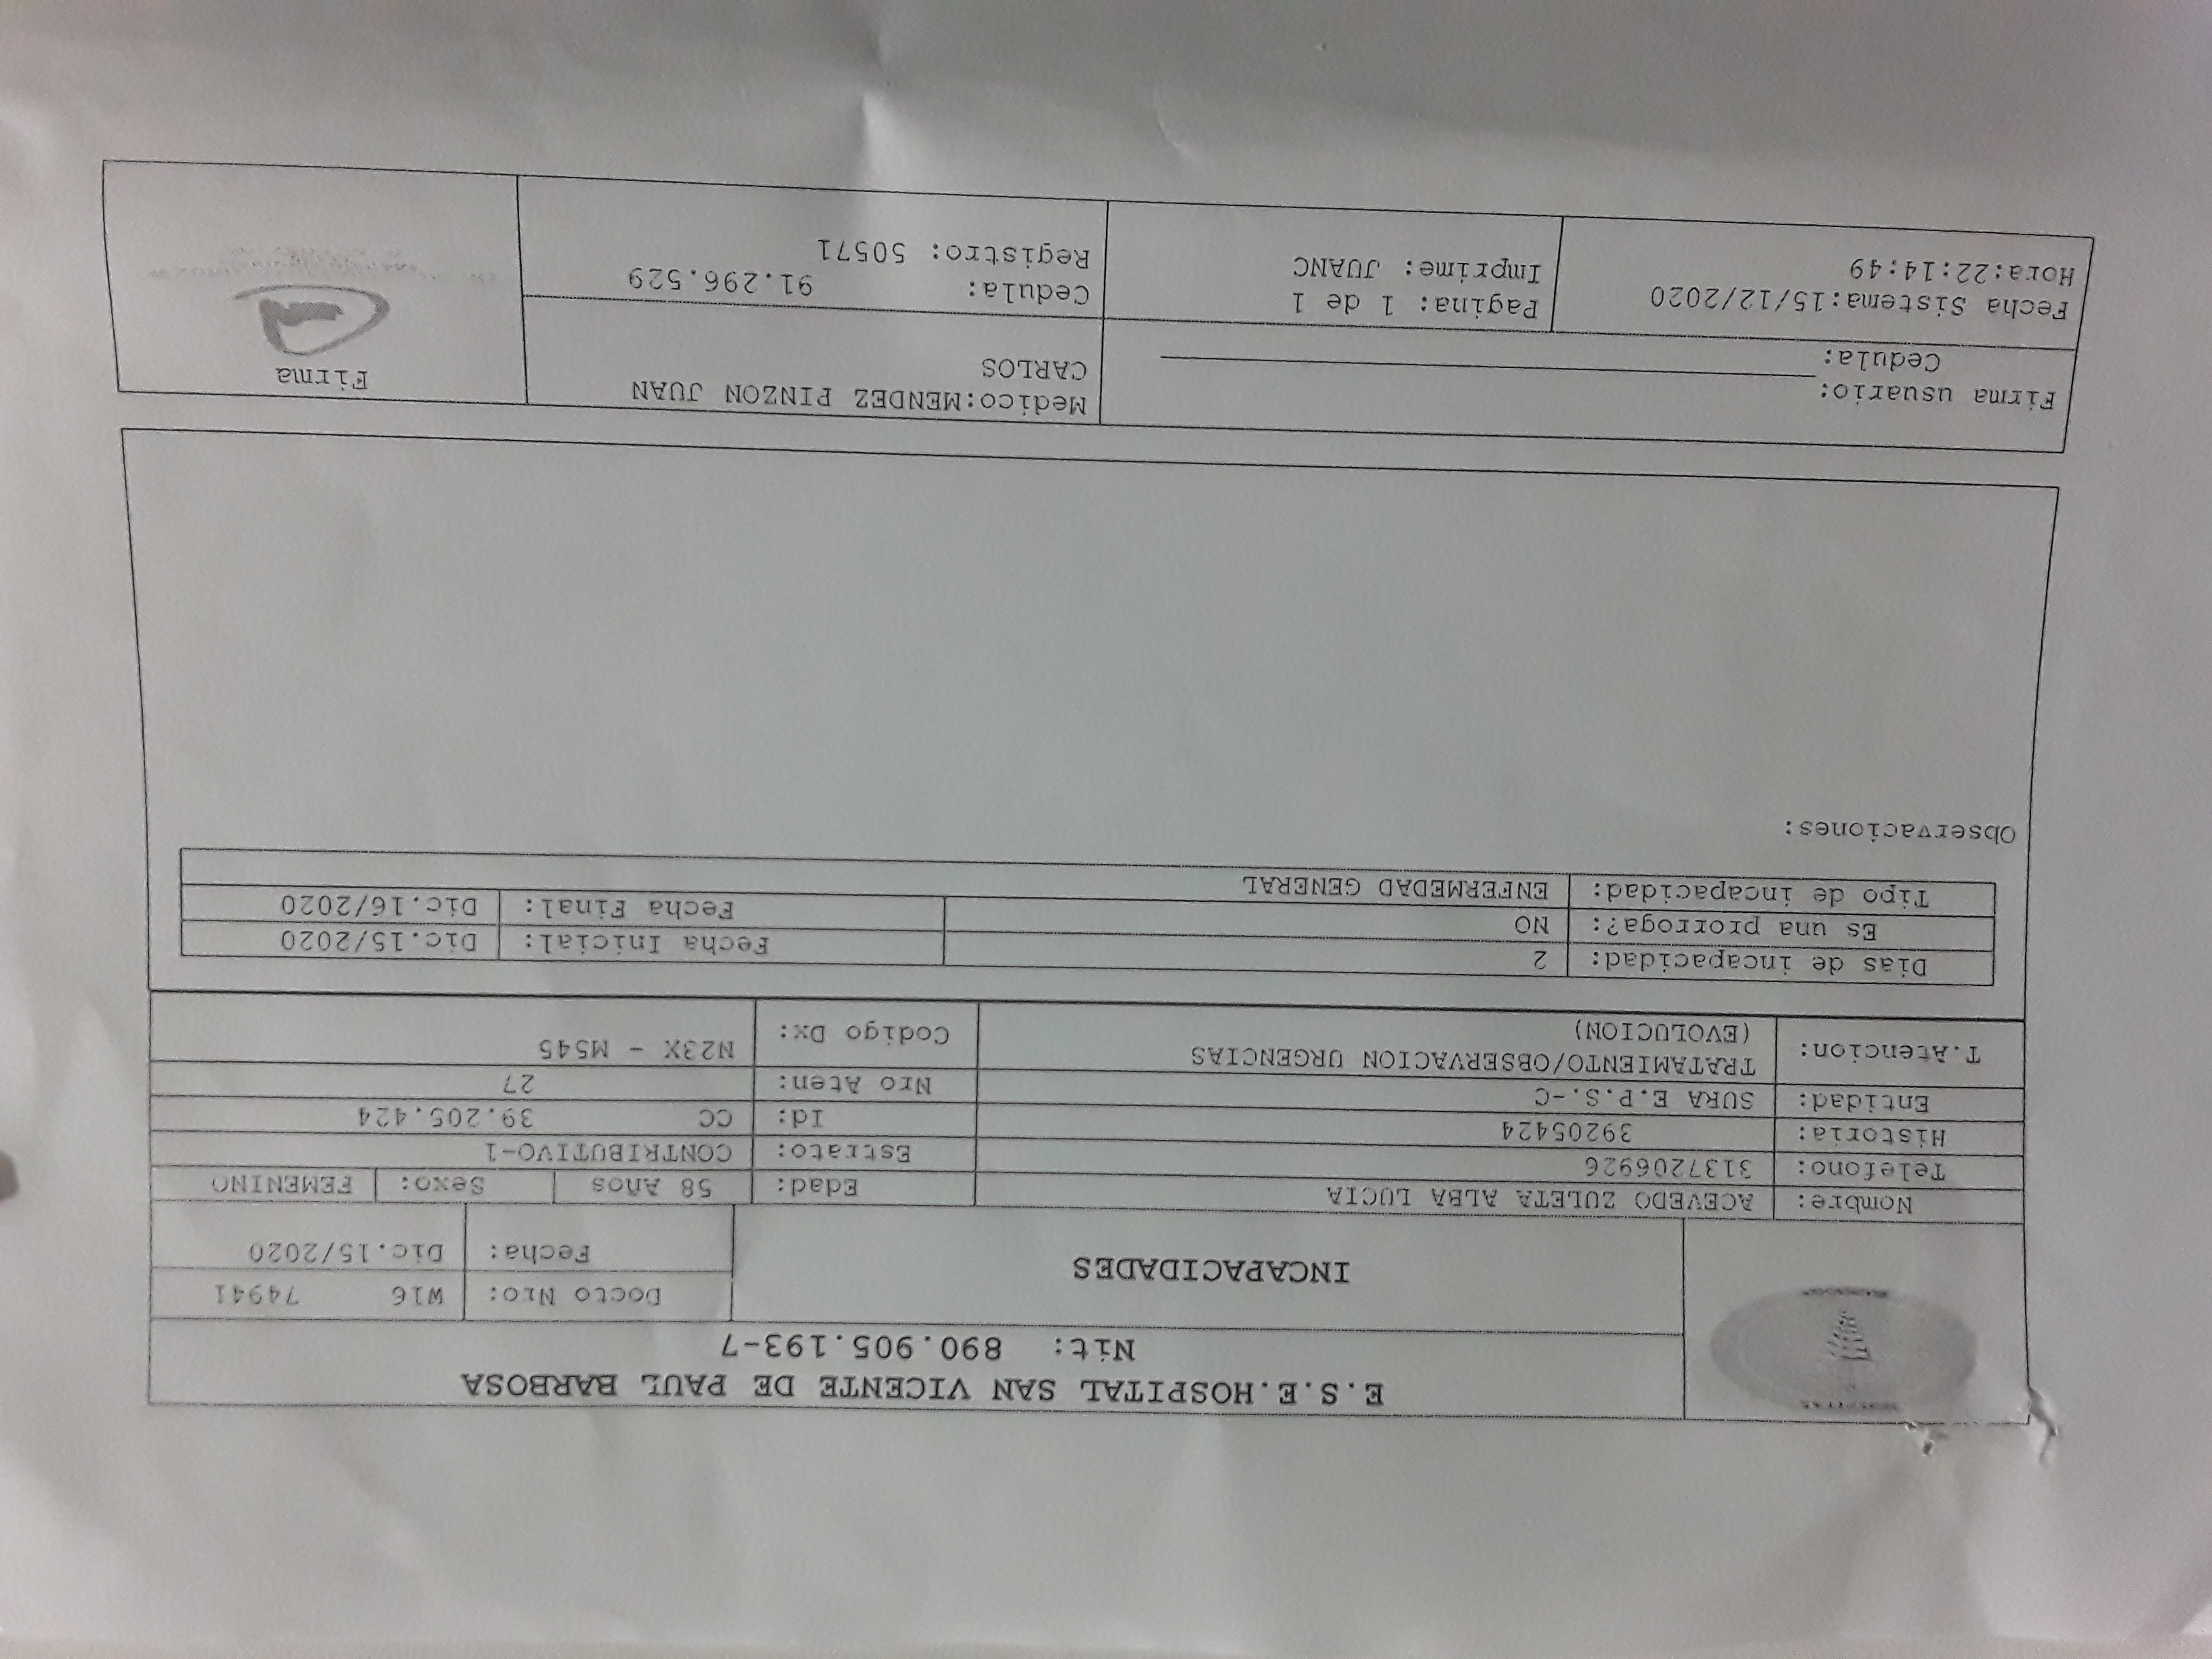 E.S.E.HOSPITAL SAN VICENTE DE PAUL BARBOSA
Nit: 890.905.193-7
INCAPACIDADES
Docto Nro: W16 74941
Fecha: Dic.15/2020
Nombre: ACEVEDO ZULETA ALBA LUCIA Edad: 58 Años Sexo: FEMENINO
Telefono: 3137206926 Estrato: CONTRIBUTIVO-1
Historia: 39205424 Id: CC 39.205.424
Entidad: SURA E.P.S.-C Nro Aten: 27
T.Atencion: TRATAMIENTO/OBSERVACION URGENCIAS Codigo Dx: N23X - M545
(EVOLUCION)
Dias de incapacidad: 2 Fecha Inicial: Dic.15/2020
Es una prorroga?: NO Fecha Final: Dic.16/2020
Tipo de incapacidad: ENFERMEDAD GENERAL
Observaciones:
Firma usuario:
Cedula:
Medico:MENDEZ PINZON JUAN
CARLOS
Firma
Fecha Sistema:15/12/2020 Pagina: 1 de 1 Cedula: 91.296.529
Hora:22:14:49 Imprime: JUANC Registro: 50571